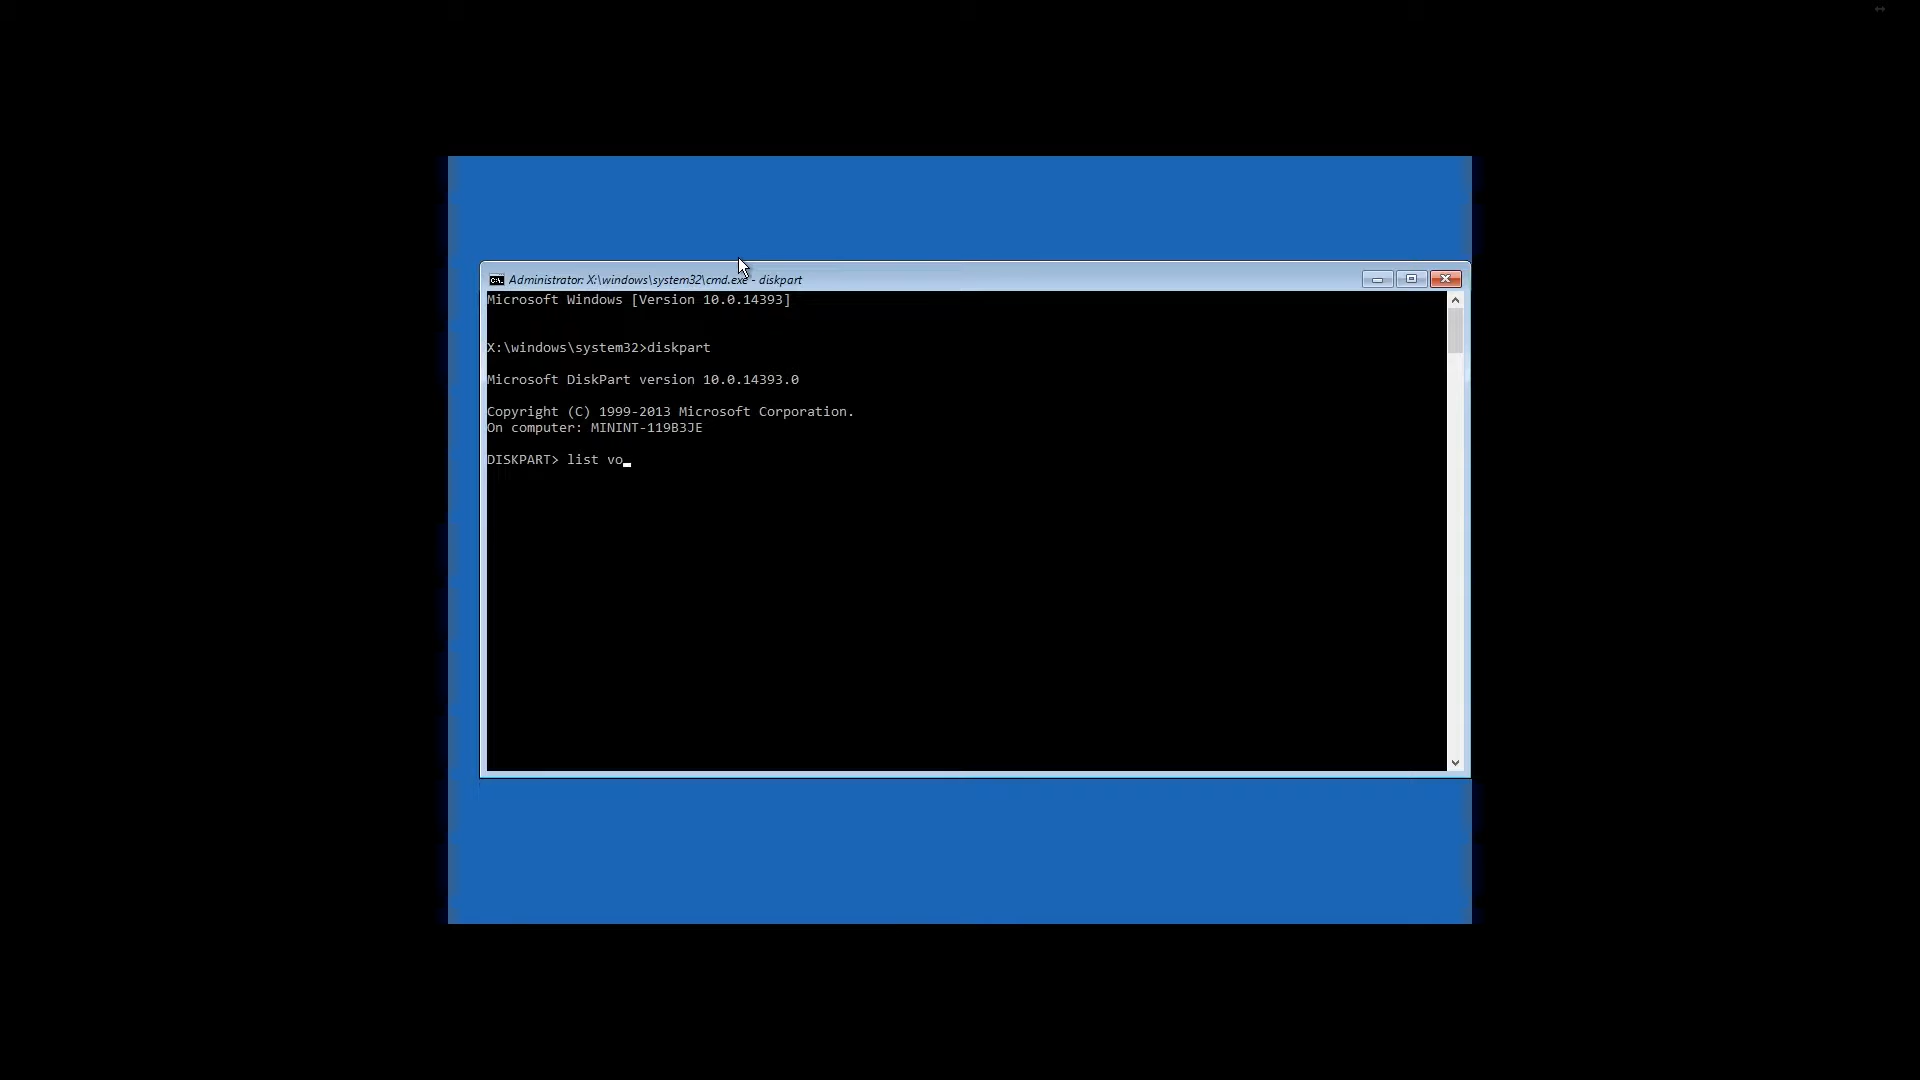 Administrator: X:\windows\system32\cmd.exe - diskpart
Microsoft Windows [Version 10.0.14393]
X:\windows\system32>diskpart
Microsoft DiskPart version 10.0.14393.0
Copyright (C) 1999-2013 Microsoft Corporation.
On computer: MININT-119B3JE
DISKPART> list vo